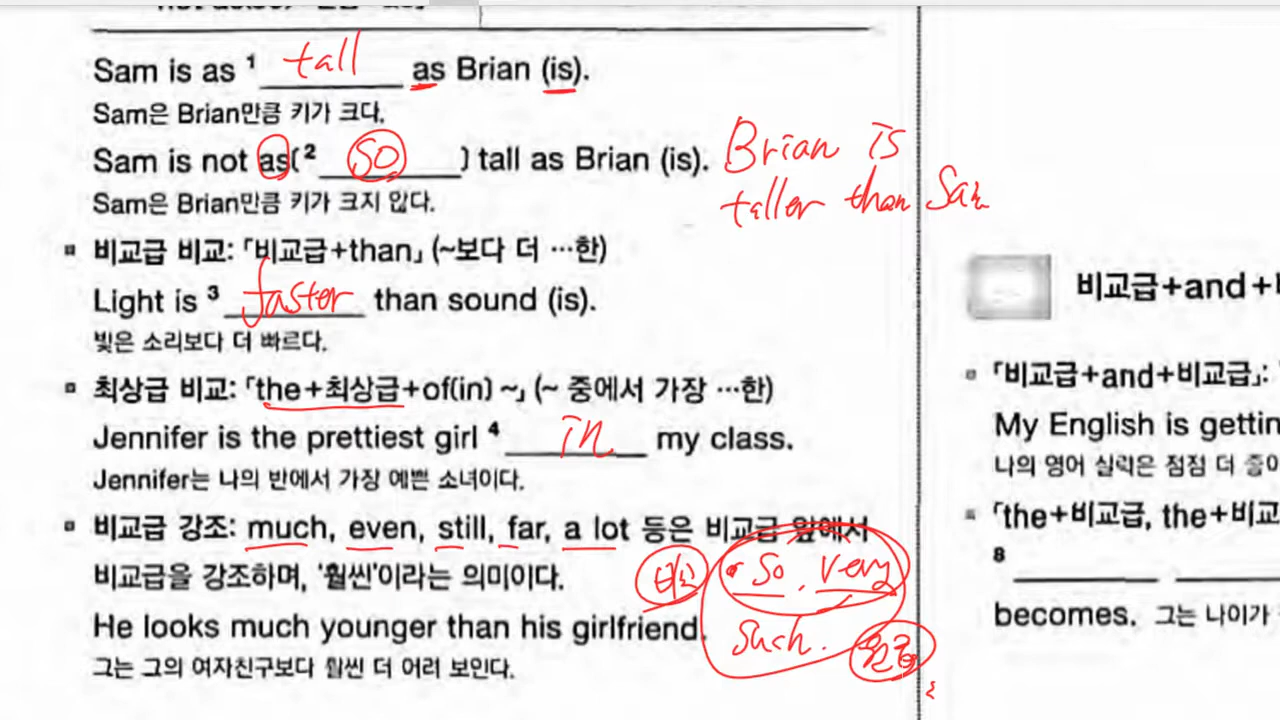 Sam is as ¹ tall as Brian (is).
Sam은 Brian만큼 키가 크다.
Sam is not as(² so ) tall as Brian (is).
Sam은 Brian만큼 키가 크지 않다.
Brian is
taller than Sam
▪ 비교급 비교: 「비교급+than」 (~보다 더 …한)
Light is ³ faster than sound (is).
빛은 소리보다 더 빠르다.
▪ 최상급 비교: 「the+최상급+of(in) ~」 (~ 중에서 가장 …한)
Jennifer is the prettiest girl ⁴ in my class.
Jennifer는 나의 반에서 가장 예쁜 소녀이다.
▪ 비교급 강조: much, even, still, far, a lot 등은 비교급 앞에서
비교급을 강조하며, '훨씬'이라는 의미이다.
so. very
such.
He looks much younger than his girlfriend.
그는 그의 여자친구보다 훨씬 더 어려 보인다.
비교급+and+
▪ 「비교급+and+비교급」:
My English is gettin
나의 영어 실력은 점점 더 좋아
▪ 「the+비교급, the+비교
8
becomes. 그는 나이가